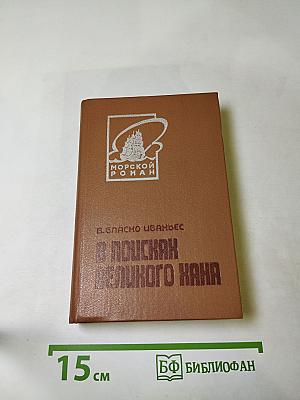 МОРСКОЙ
РОМАН
В. БЛАСКО ИБАНЬЕС
В ПОИСКАХ
ВЕЛИКОГО ХАНА
15 см
БФ БИБЛИОФАН